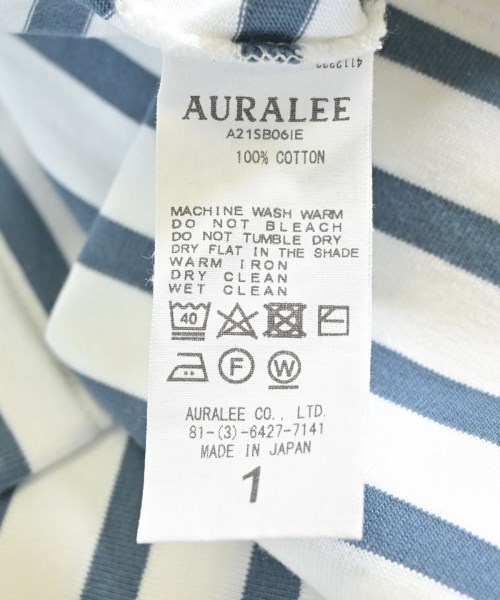 AURALEE
A21SB06IE
100% COTTON
MACHINE WASH WARM
DO NOT BLEACH
DO NOT TUMBLE DRY
DRY FLAT IN THE SHADE
WARM IRON
DRY CLEAN
WET CLEAN
40
F W
AURALEE CO., LTD.
81-(3)-6427-7141
MADE IN JAPAN
1